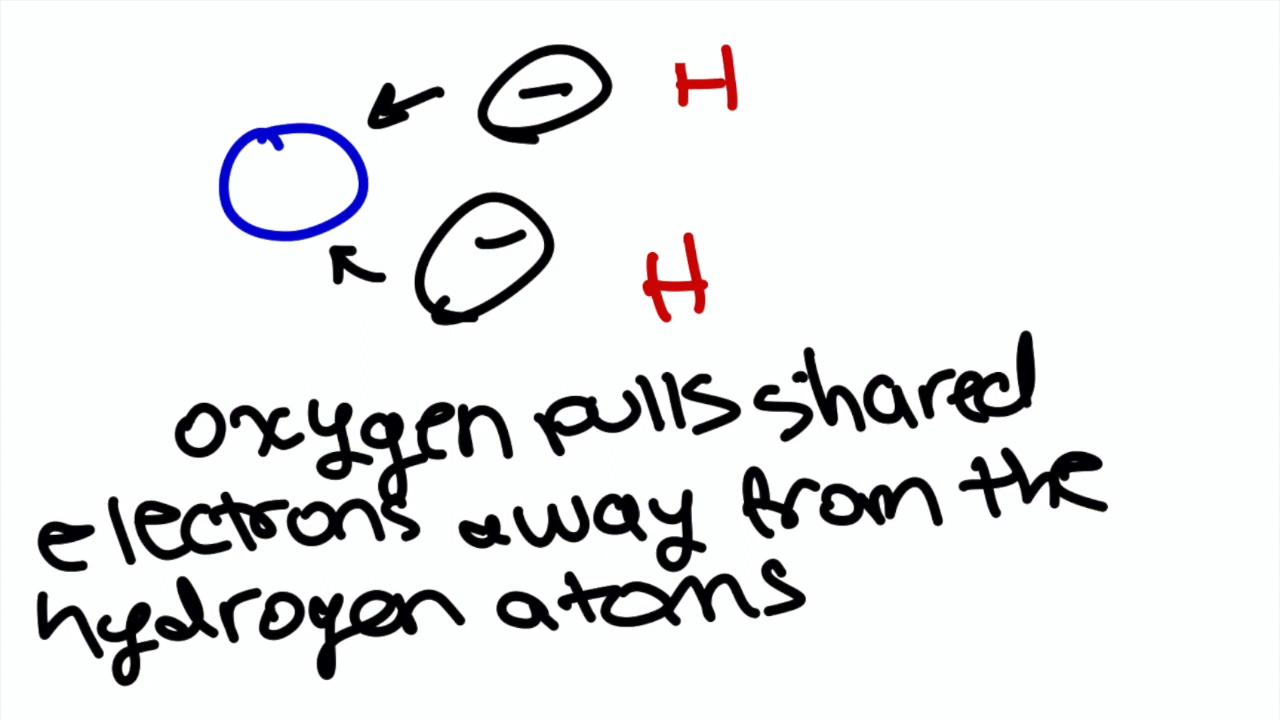 H
H
oxygen pulls shared
electrons away from the
hydrogen atoms